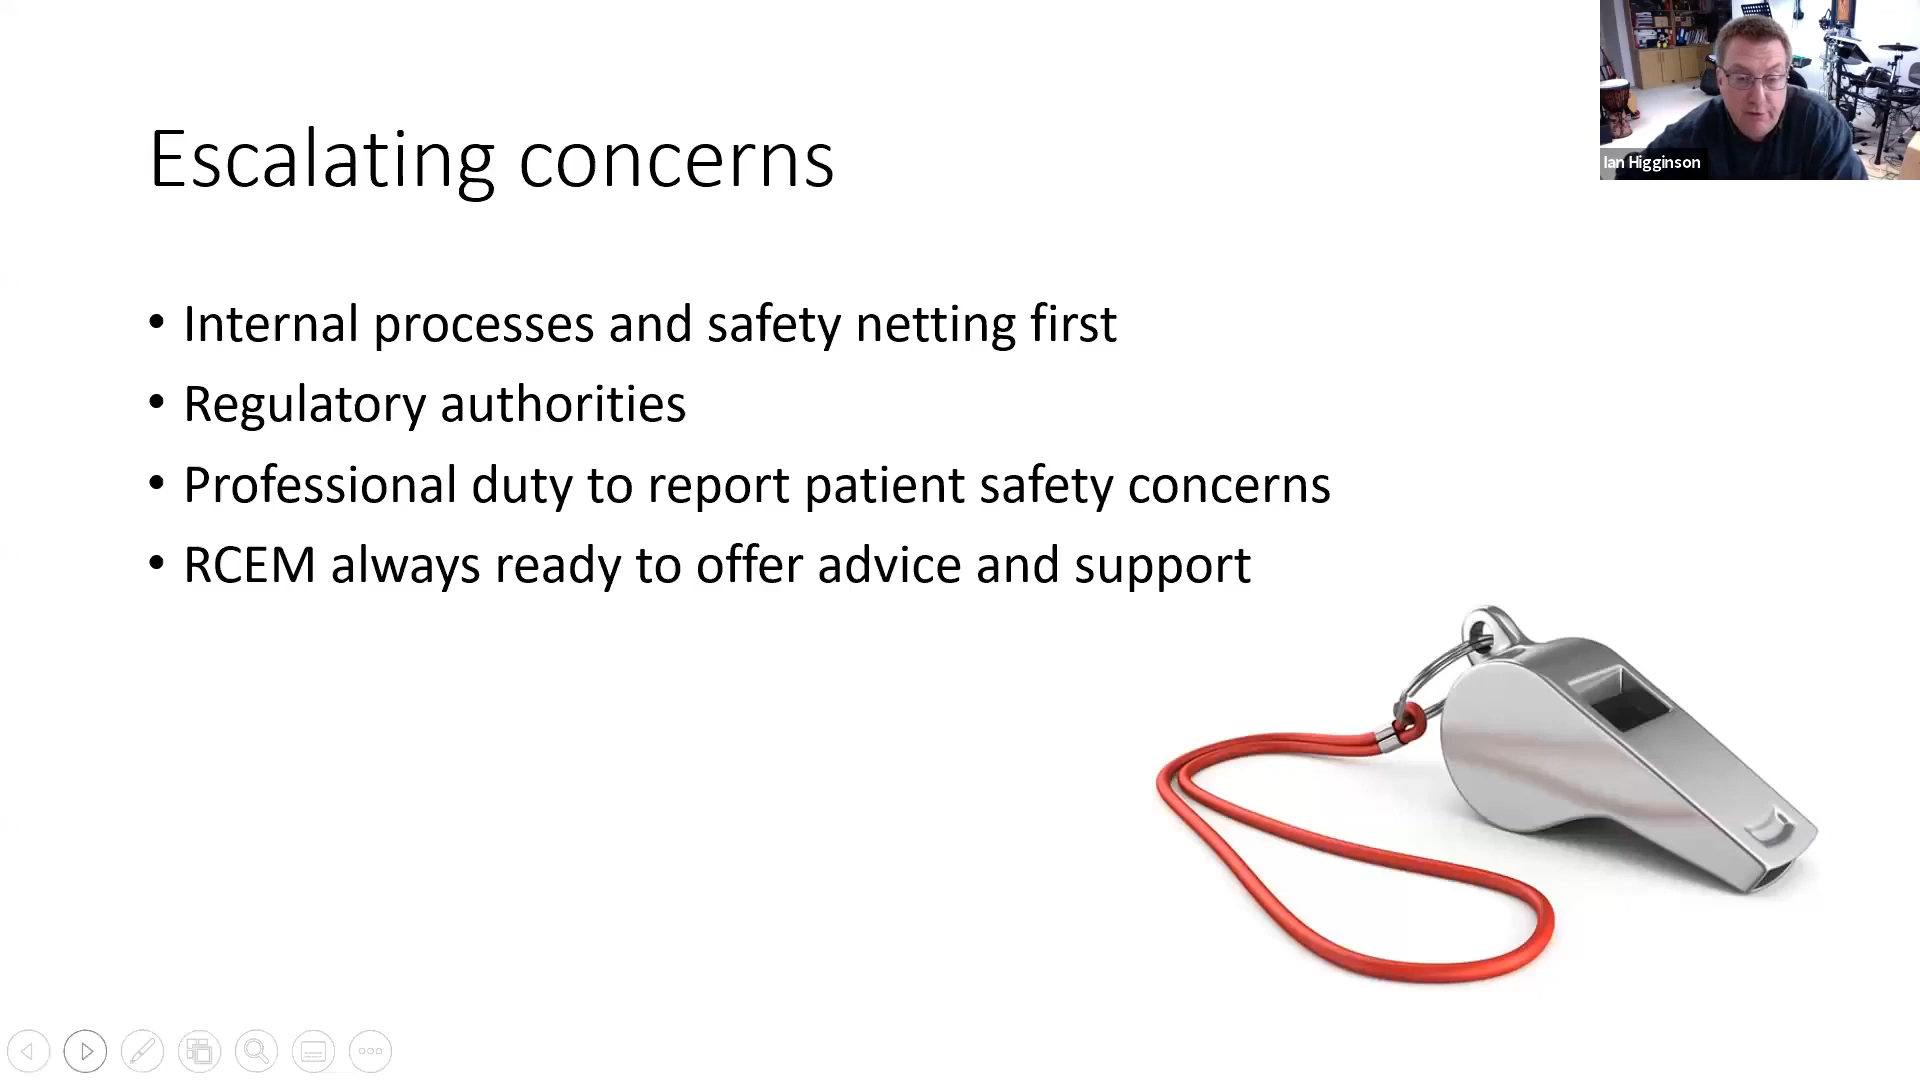 Escalating concerns
• Internal processes and safety netting first
• Regulatory authorities
• Professional duty to report patient safety concerns
• RCEM always ready to offer advice and support
Ian Higginson